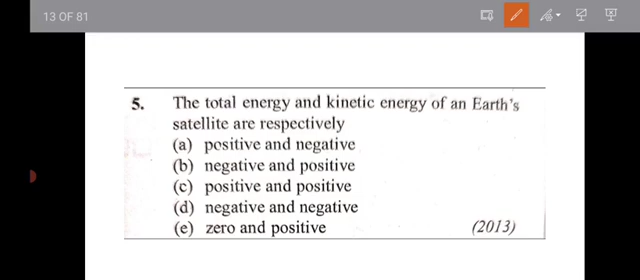 13 OF 81
5. The total energy and kinetic energy of an Earth's
satellite are respectively
(a) positive and negative
(b) negative and positive
(c) positive and positive
(d) negative and negative
(e) zero and positive (2013)